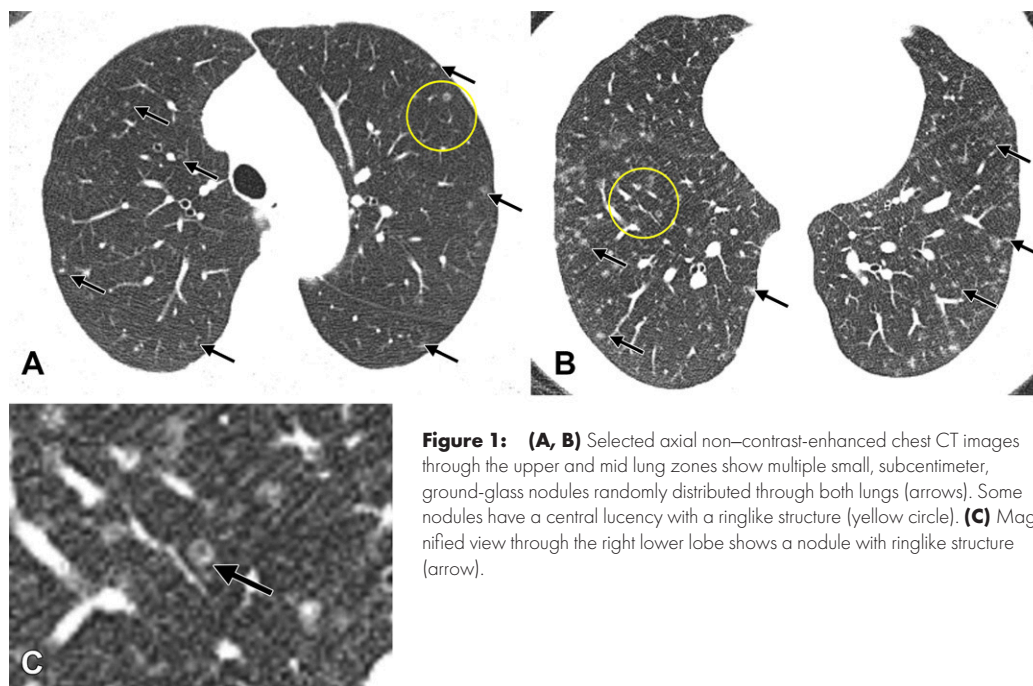 A
B
C
Figure 1: (A, B) Selected axial non–contrast-enhanced chest CT images
through the upper and mid lung zones show multiple small, subcentimeter,
ground-glass nodules randomly distributed through both lungs (arrows). Some
nodules have a central lucency with a ringlike structure (yellow circle). (C) Mag
nified view through the right lower lobe shows a nodule with ringlike structure
(arrow).